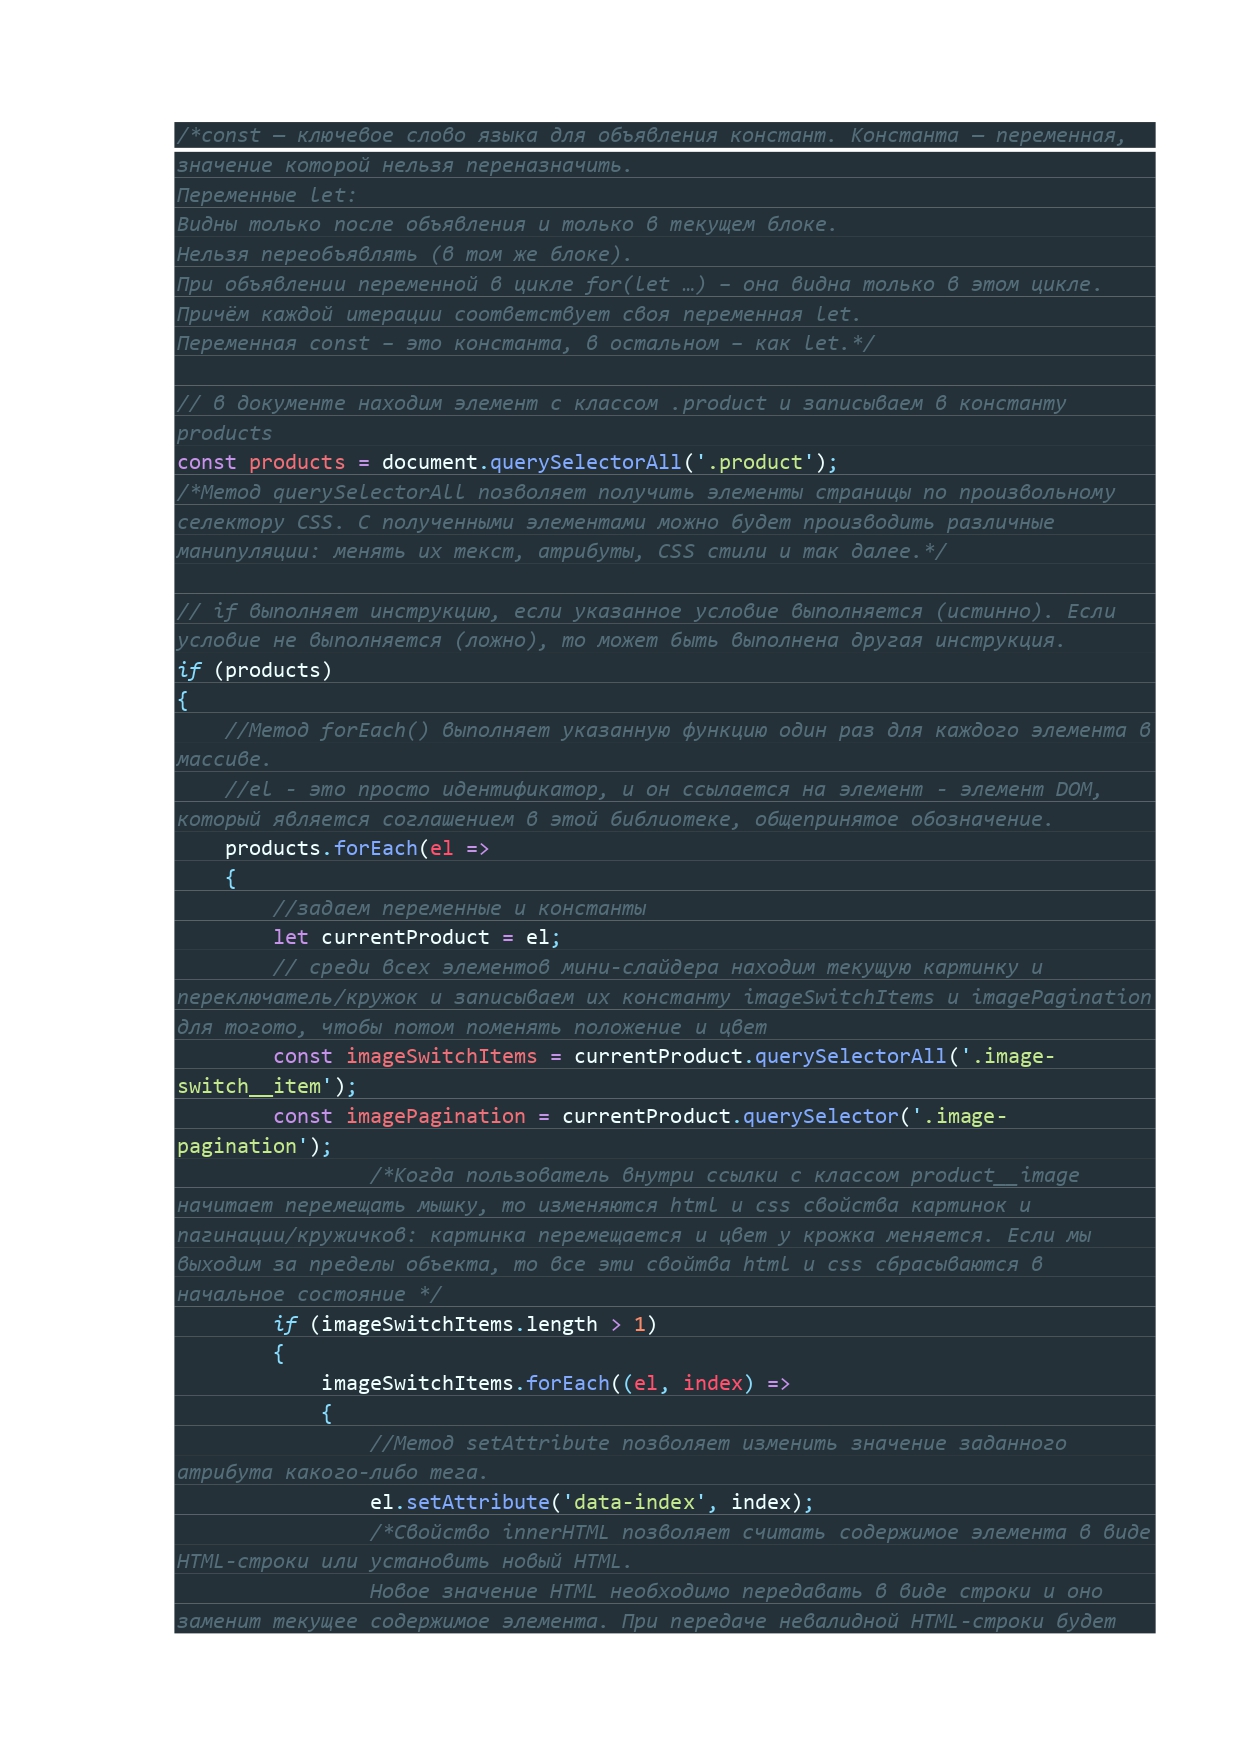 /*const – ключевое слово языка для объявления констант. Константа – переменная,
значение которой нельзя переназначить.
Переменные let:
Видны только после объявления и только в текущем блоке.
Нельзя переобъявлять (в том же блоке).
При объявлении переменной в цикле for(let …) – она видна только в этом цикле.
Причём каждой итерации соответствует своя переменная let.
Переменная const – это константа, в остальном – как let.*/
// в документе находим элемент с классом .product и записываем в константу
products
const products = document.querySelectorAll('.product');
/*Метод querySelectorAll позволяет получить элементы страницы по произвольному
селектору CSS. С полученными элементами можно будет производить различные
манипуляции: менять их текст, атрибуты, CSS стили и так далее.*/
// if выполняет инструкцию, если указанное условие выполняется (истинно). Если
условие не выполняется (ложно), то может быть выполнена другая инструкция.
if (products)
{
    //Метод forEach() выполняет указанную функцию один раз для каждого элемента в
массиве.
    //el - это просто идентификатор, и он ссылается на элемент - элемент DOM,
который является соглашением в этой библиотеке, общепринятое обозначение.
    products.forEach(el =>
    {
        //задаем переменные и константы
        let currentProduct = el;
        // среди всех элементов мини-слайдера находим текущую картинку и
переключатель/кружок и записываем их константу imageSwitchItems и imagePagination
для тогото, чтобы потом поменять положение и цвет
        const imageSwitchItems = currentProduct.querySelectorAll('.image-
switch__item');
        const imagePagination = currentProduct.querySelector('.image-
pagination');
                /*Когда пользователь внутри ссылки с классом product__image
начитает перемещать мышку, то изменяются html и css свойства картинок и
пагинации/кружичков: картинка перемещается и цвет у крожка меняется. Если мы
выходим за пределы объекта, то все эти свойтва html и css сбрасываются в
начальное состояние */
        if (imageSwitchItems.length > 1)
        {
            imageSwitchItems.forEach((el, index) =>
            {
                //Метод setAttribute позволяет изменить значение заданного
атрибута какого-либо тега.
                el.setAttribute('data-index', index);
                /*Свойство innerHTML позволяет считать содержимое элемента в виде
HTML-строки или установить новый HTML.
                Новое значение HTML необходимо передавать в виде строки и оно
заменит текущее содержимое элемента. При передаче невалидной HTML-строки будет